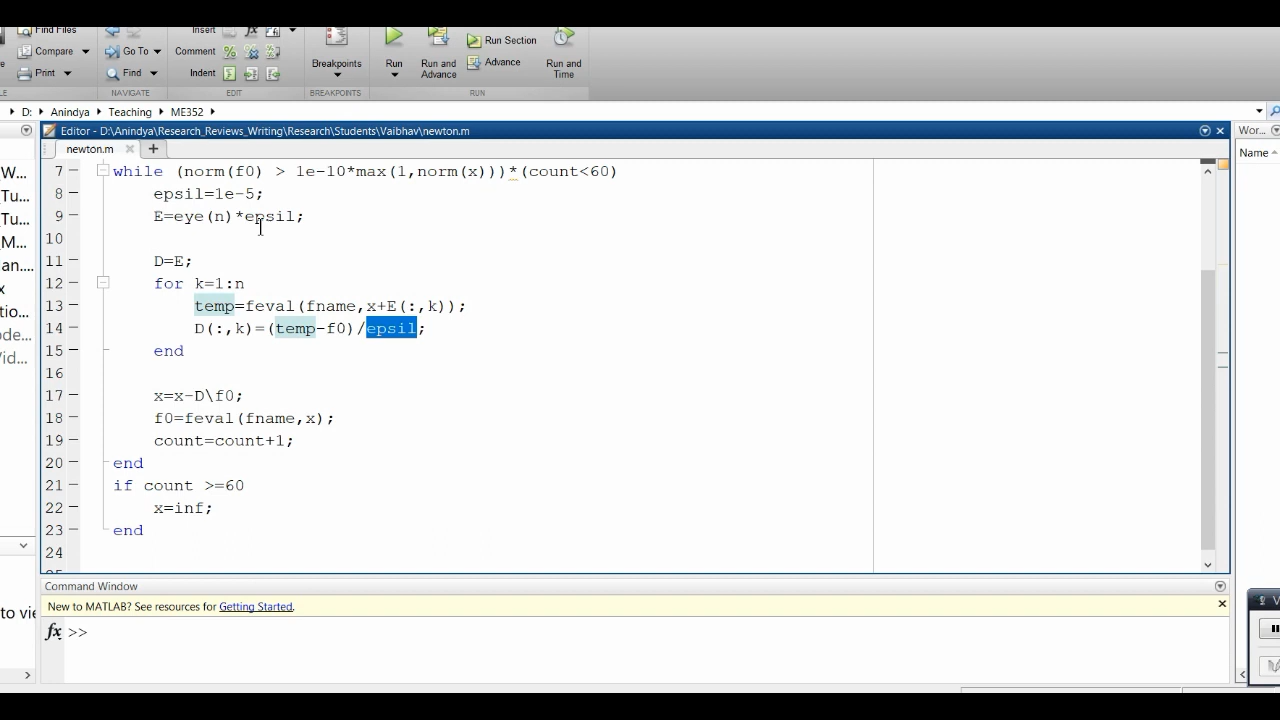 Find Files
Insert
Compare
Go To
Comment
Print
Find
Indent
Breakpoints
Run
Run and Advance
Run Section
Advance
Run and Time
NAVIGATE
EDIT
BREAKPOINTS
RUN
D: Anindya Teaching ME352
Editor - D:\Anindya\Research_Reviews_Writing\Research\Students\Vaibhav\newton.m
Wor...
newton.m
Name
7 while (norm(f0) > 1e-10*max(1,norm(x)))*(count<60)
8 epsil=1e-5;
9 E=eye(n)*epsil;
10
11 D=E;
12 for k=1:n
13 temp=feval(fname,x+E(:,k));
14 D(:,k)=(temp-f0)/epsil;
15 end
16
17 x=x-D\f0;
18 f0=feval(fname,x);
19 count=count+1;
20 end
21 if count >=60
22 x=inf;
23 end
24
Command Window
New to MATLAB? See resources for Getting Started.
fx >>